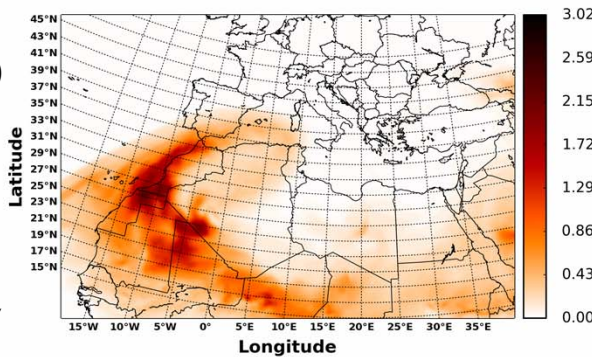 45°N
43°N
41°N
39°N
37°N
35°N
33°N
31°N
29°N
27°N
25°N
23°N
21°N
19°N
17°N
15°N
Latitude
15°W
10°W
5°W
0°
5°E
10°E
15°E
20°E
25°E
30°E
35°E
Longitude
3.02
2.59
2.15
1.72
1.29
0.86
0.43
0.00